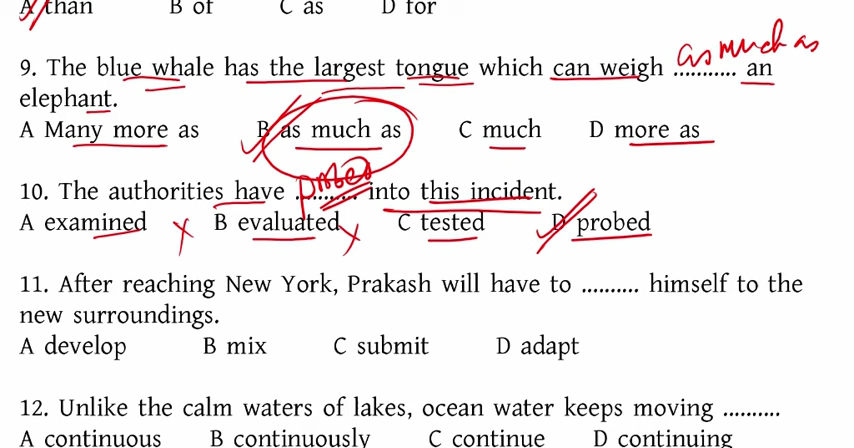 A than B of C as D for
as much as
9. The blue whale has the largest tongue which can weigh ........... an
elephant.
A Many more as B as much as C much D more as
probed
10. The authorities have .......... into this incident.
A examined B evaluated C tested D probed
11. After reaching New York, Prakash will have to .......... himself to the
new surroundings.
A develop B mix C submit D adapt
12. Unlike the calm waters of lakes, ocean water keeps moving ..........
A continuous B continuously C continue D continuing